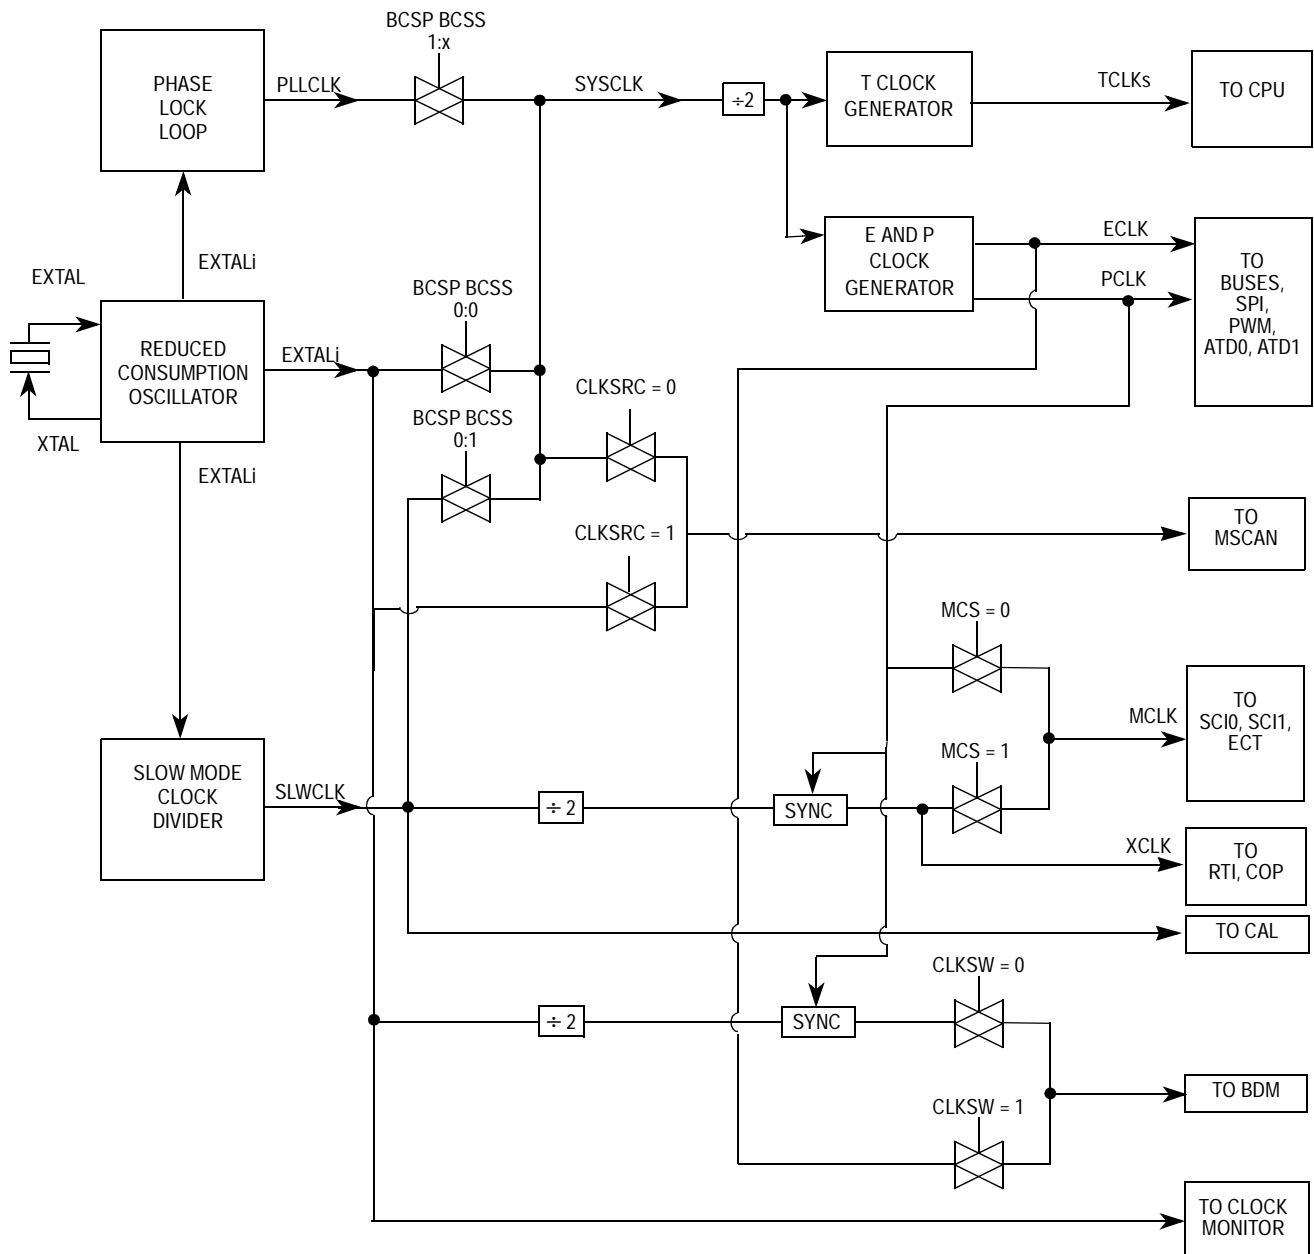 BCSP BCSS
1:x
PHASE
LOCK
LOOP
PLLCLK
SYSCLK
÷2
T CLOCK
GENERATOR
TCLKs
TO CPU
EXTALi
E AND P
CLOCK
GENERATOR
ECLK
PCLK
TO
BUSES,
SPI,
PWM,
ATD0, ATD1
EXTAL
XTAL
REDUCED
CONSUMPTION
OSCILLATOR
EXTALi
BCSP BCSS
0:0
BCSP BCSS
0:1
CLKSRC = 0
CLKSRC = 1
EXTALi
TO
MSCAN
MCS = 0
MCS = 1
MCLK
TO
SCI0, SCI1,
ECT
SLOW MODE
CLOCK
DIVIDER
SLWCLK
÷ 2
SYNC
XCLK
TO
RTI, COP
TO CAL
÷ 2
SYNC
CLKSW = 0
CLKSW = 1
TO BDM
TO CLOCK
MONITOR